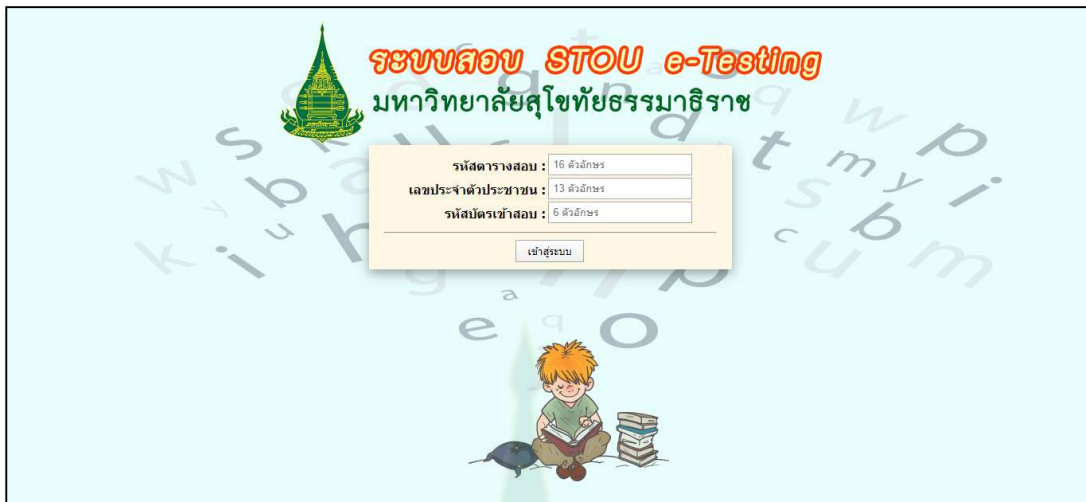 ระบบสอบ STOU e-Testing
มหาวิทยาลัยสุโขทัยธรรมาธิราช
รหัสตารางสอบ : 16 ตัวอักษร
เลขประจำตัวประชาชน : 13 ตัวอักษร
รหัสบัตรเข้าสอบ : 6 ตัวอักษร
เข้าสู่ระบบ